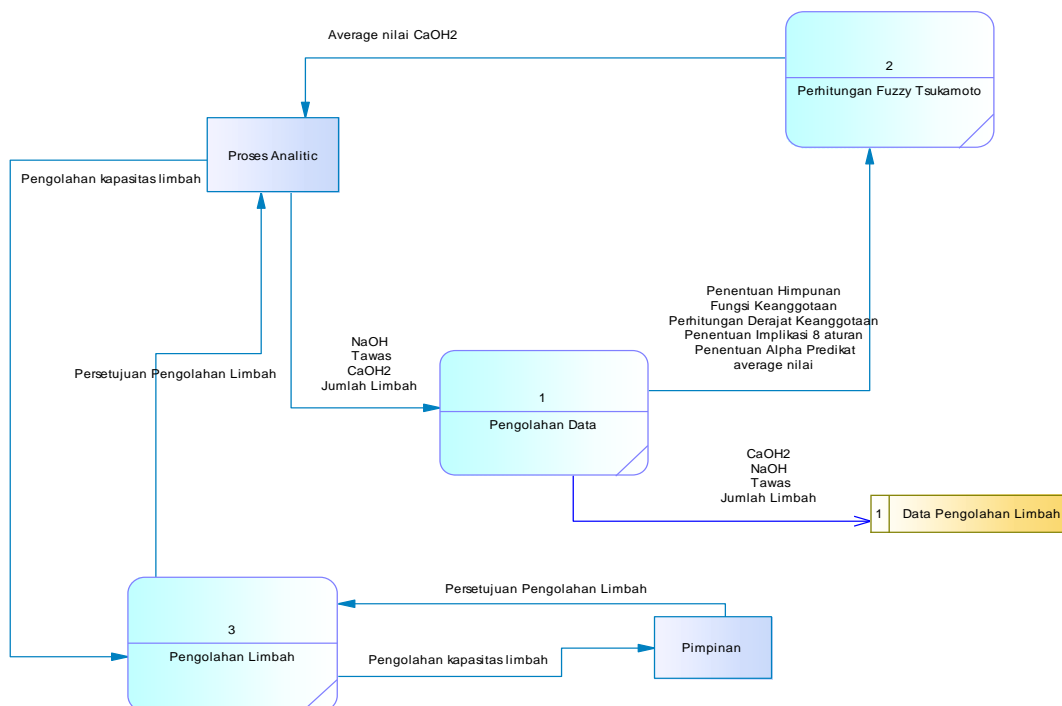 Average nilai CaOH2
2
Perhitungan Fuzzy Tsukamoto
Proses Analitic
Pengolahan kapasitas limbah
Penentuan Himpunan
Fungsi Keanggotaan
Perhitungan Derajat Keanggotaan
Penentuan Implikasi 8 aturan
Penentuan Alpha Predikat
average nilai
NaOH
Tawas
CaOH2
Jumlah Limbah
Persetujuan Pengolahan Limbah
1
Pengolahan Data
CaOH2
NaOH
Tawas
Jumlah Limbah
1
Data Pengolahan Limbah
Persetujuan Pengolahan Limbah
3
Pengolahan Limbah
Pengolahan kapasitas limbah
Pimpinan